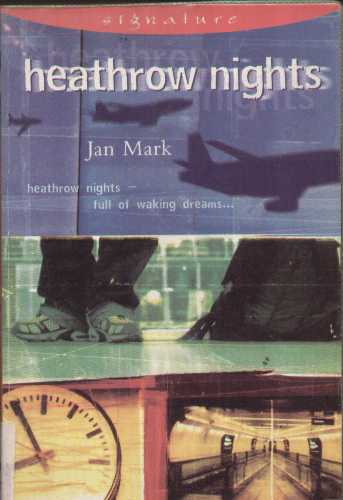 signature
heathrow nights
Jan Mark
heathrow nights –
full of waking dreams...